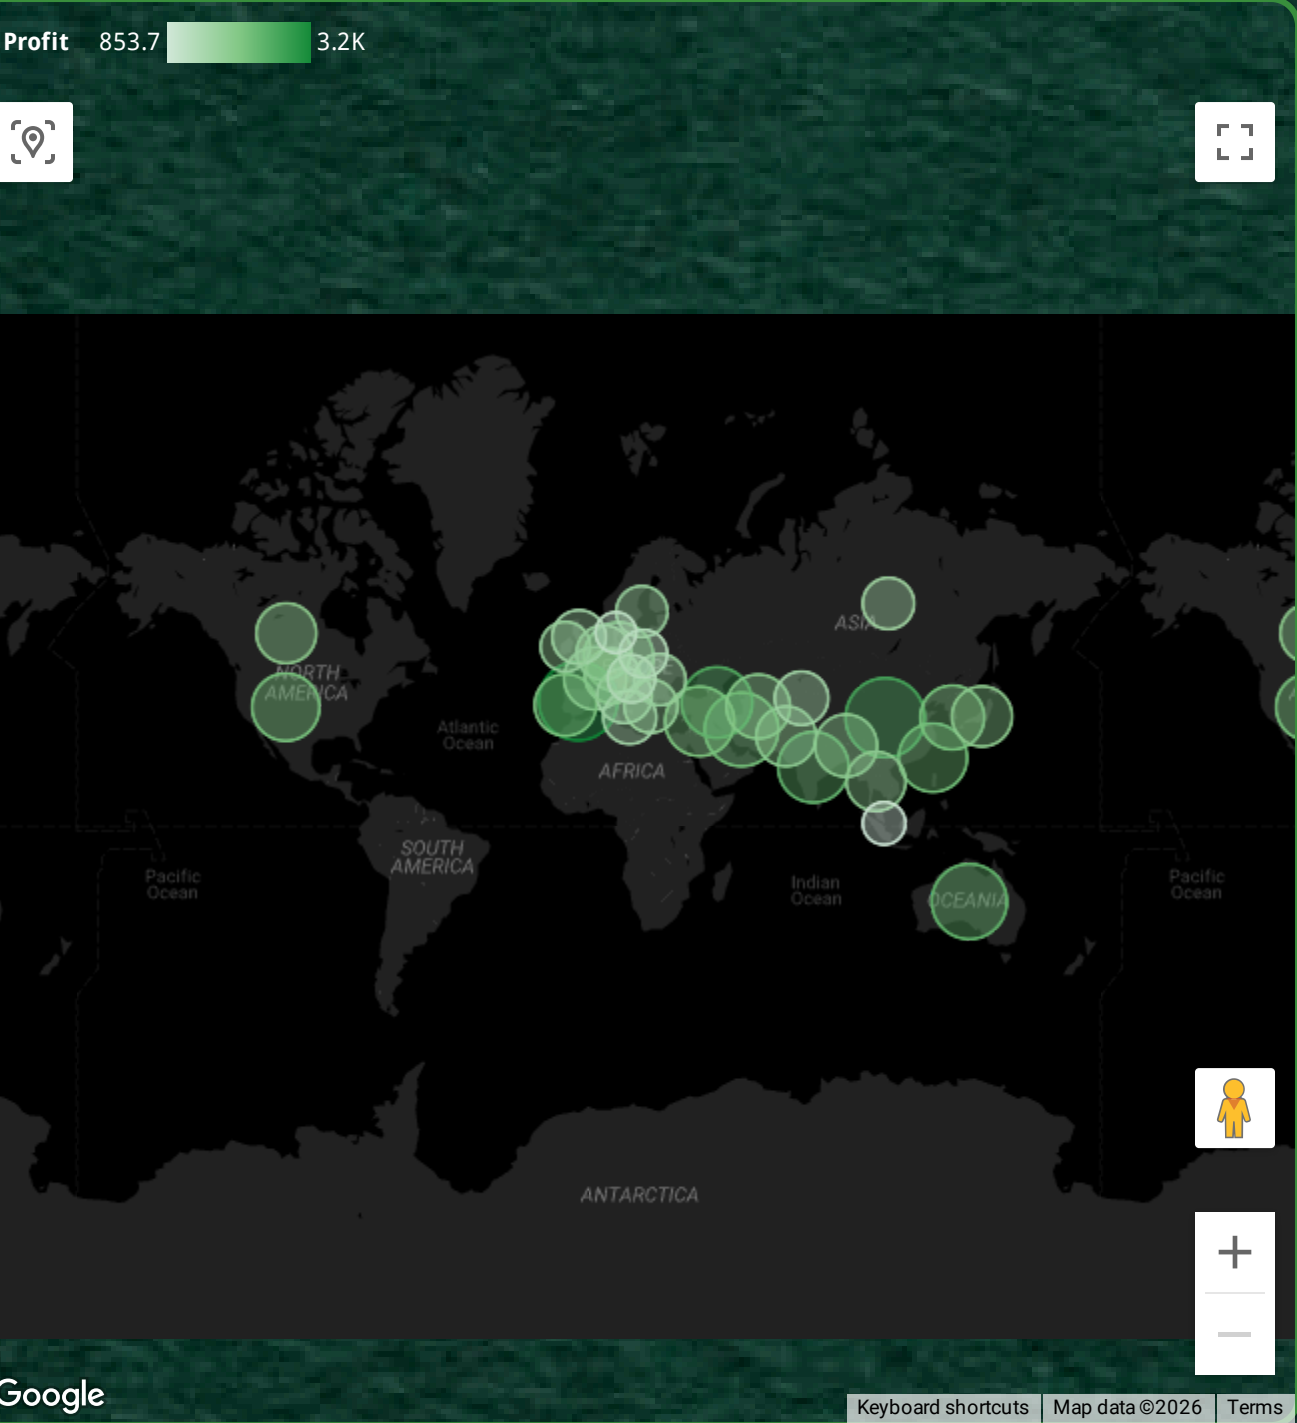 Profit 853.7 3.2K
ASIA
NORTH
AMERICA
Atlantic
Ocean
AFRICA
SOUTH
AMERICA
Pacific
Ocean
Indian
Ocean
OCEANIA
Pacific
Ocean
ANTARCTICA
Google
Keyboard shortcuts Map data ©2026 Terms